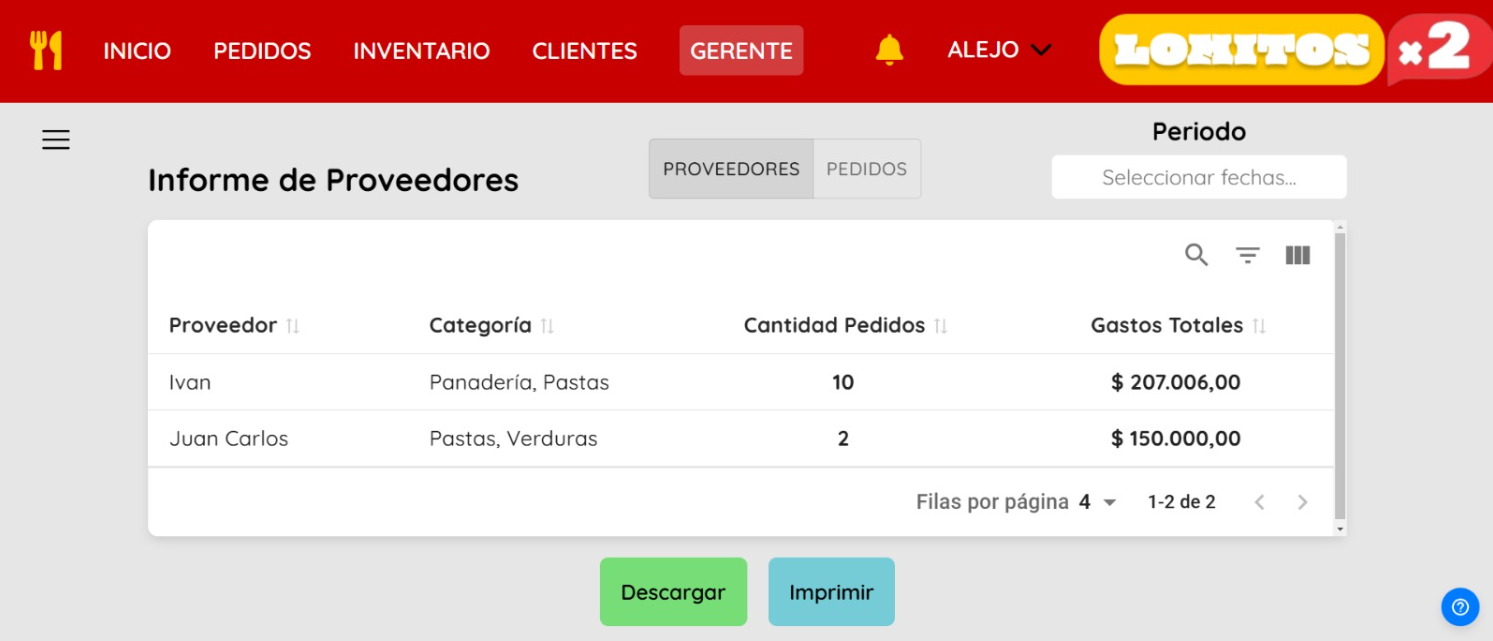 INICIO PEDIDOS INVENTARIO CLIENTES GERENTE ALEJO LOMITOS x2
Periodo
Informe de Proveedores PROVEEDORES PEDIDOS Seleccionar fechas...
Proveedor Categoría Cantidad Pedidos Gastos Totales
Ivan Panadería, Pastas 10 $ 207.006,00
Juan Carlos Pastas, Verduras 2 $ 150.000,00
Filas por página 4 1-2 de 2
Descargar Imprimir